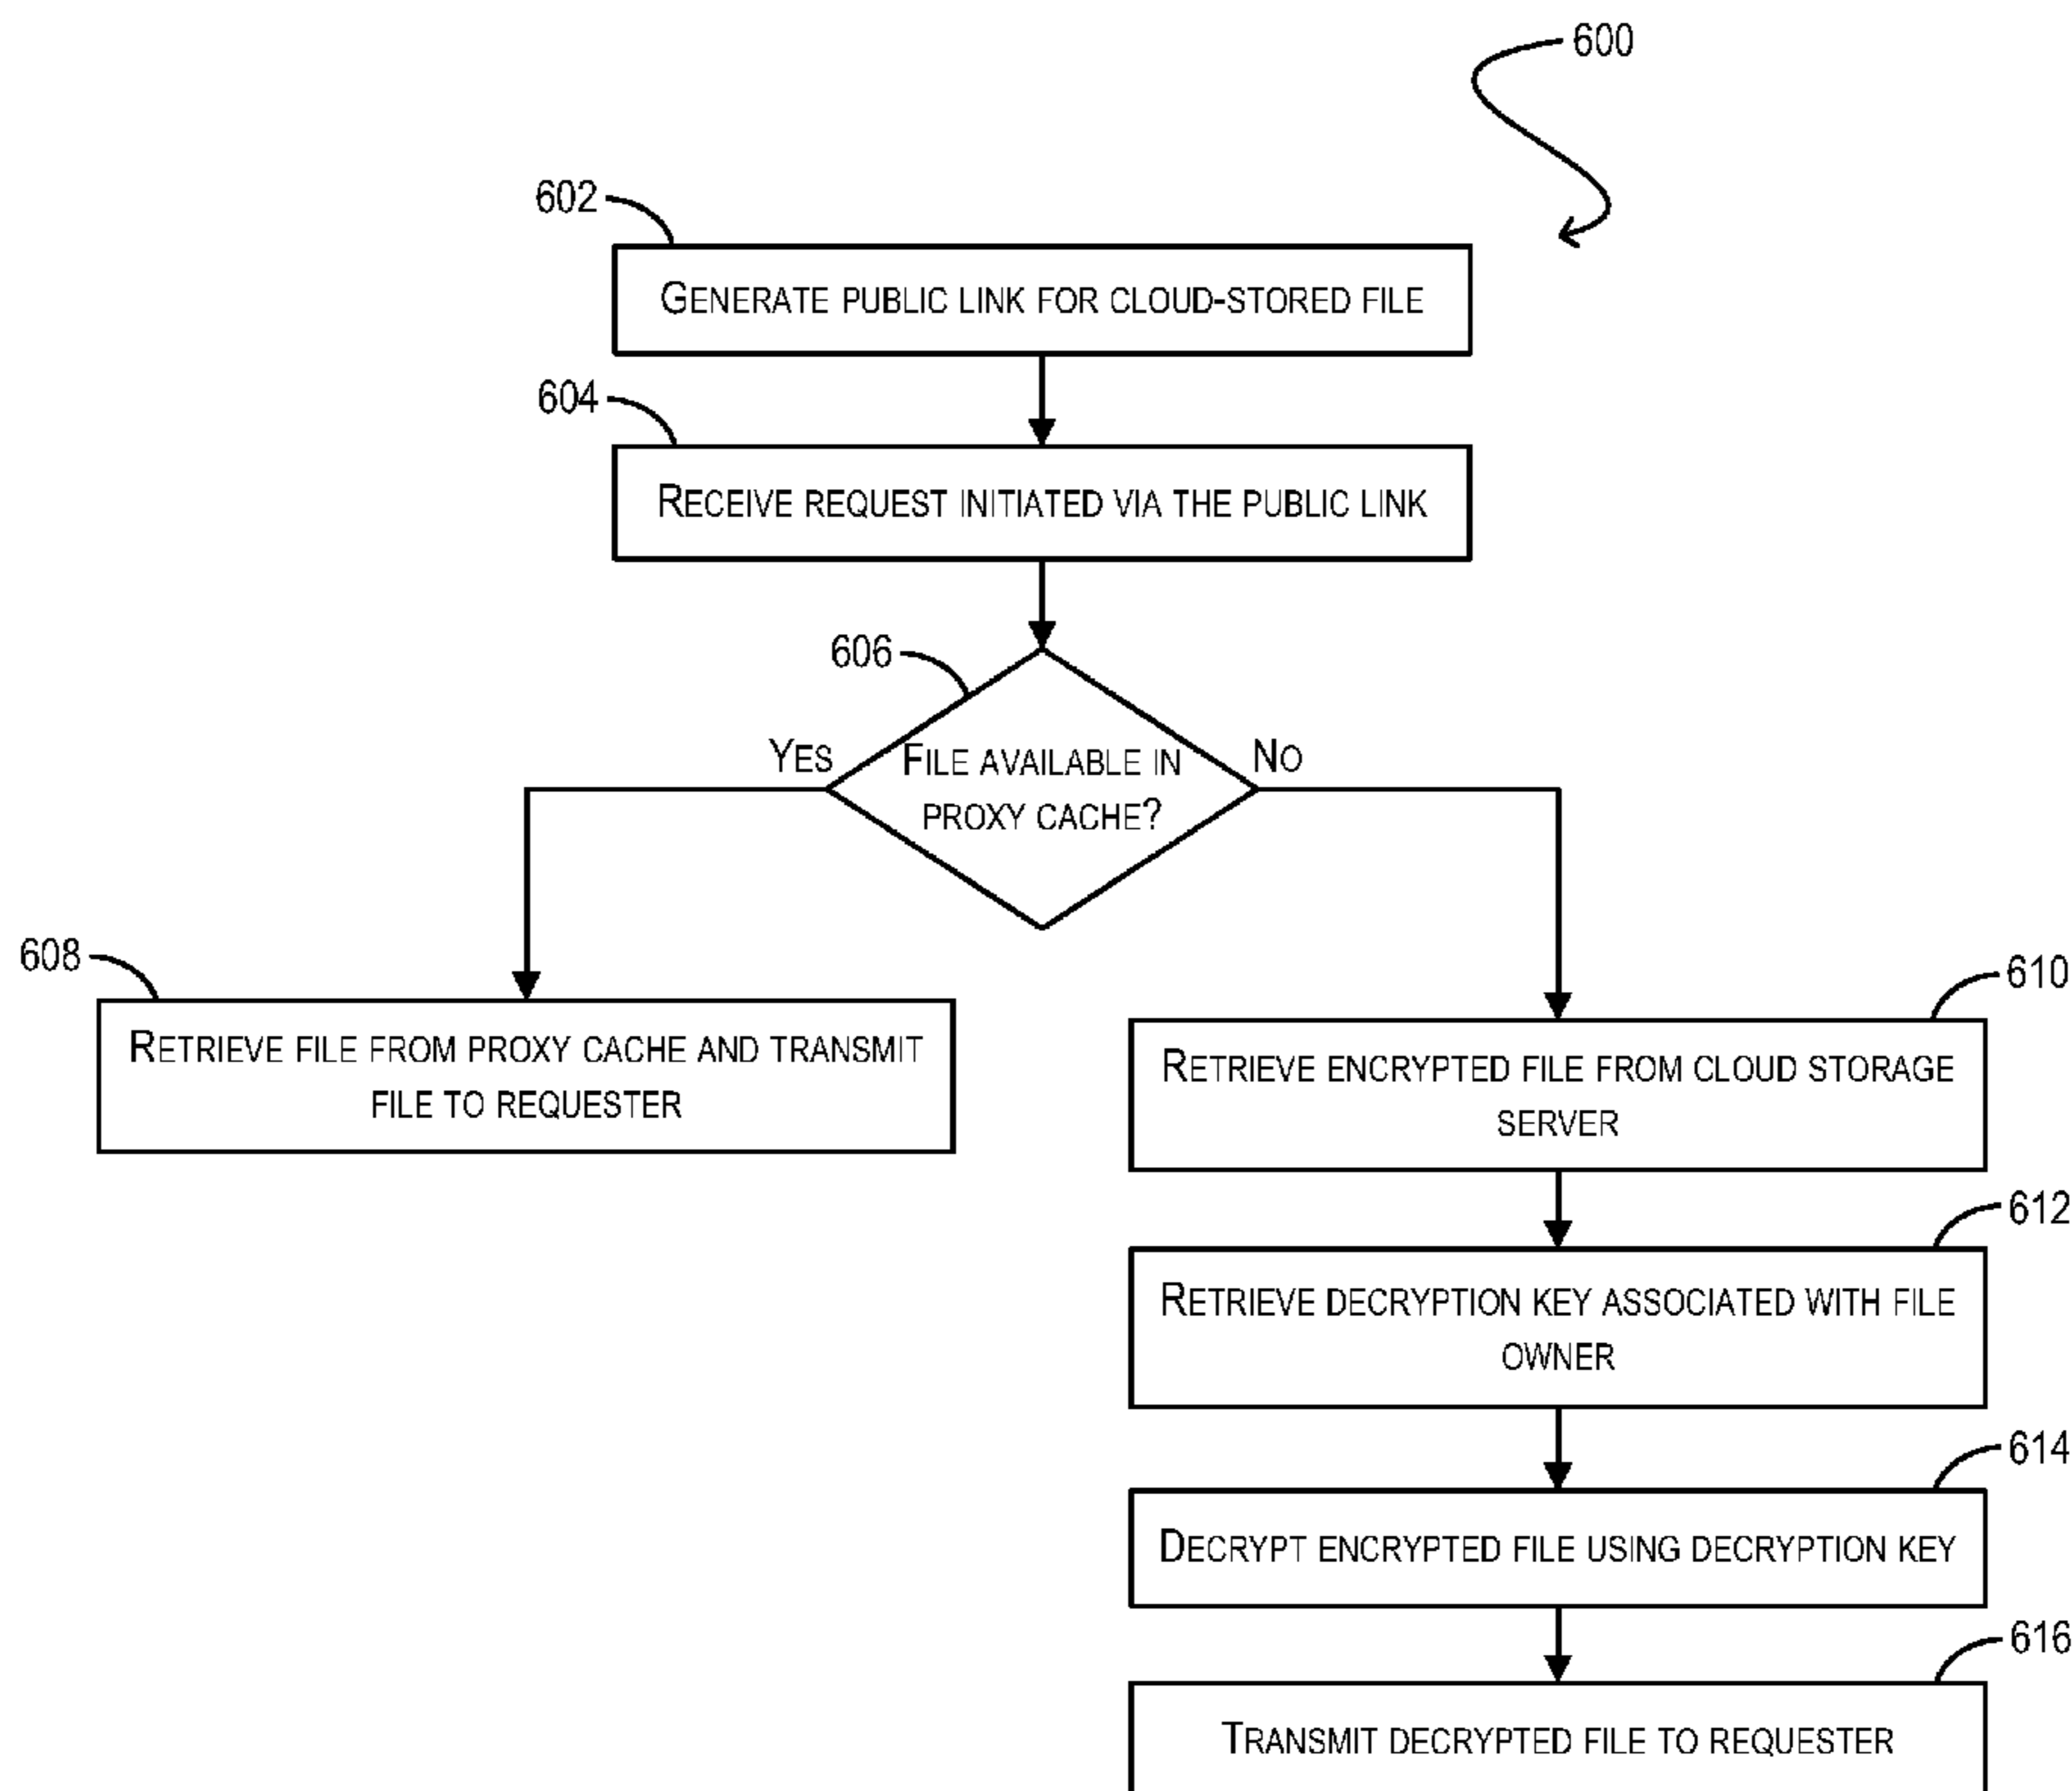 600
602
GENERATE PUBLIC LINK FOR CLOUD-STORED FILE
604
RECEIVE REQUEST INITIATED VIA THE PUBLIC LINK
606
YES
FILE AVAILABLE IN
PROXY CACHE?
NO
608
RETRIEVE FILE FROM PROXY CACHE AND TRANSMIT
FILE TO REQUESTER
610
RETRIEVE ENCRYPTED FILE FROM CLOUD STORAGE
SERVER
612
RETRIEVE DECRYPTION KEY ASSOCIATED WITH FILE
OWNER
614
DECRYPT ENCRYPTED FILE USING DECRYPTION KEY
616
TRANSMIT DECRYPTED FILE TO REQUESTER